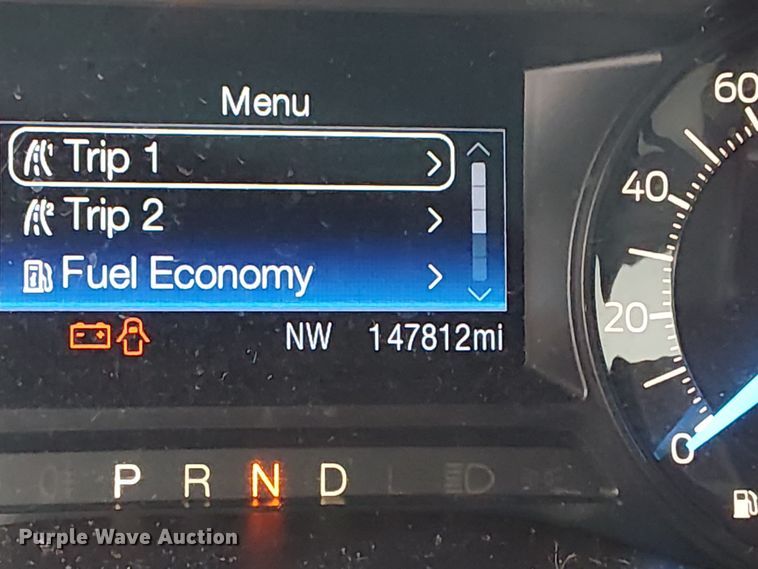 Menu
Trip 1
Trip 2
Fuel Economy
NW 147812mi
60
40
20
0
P R N D L
Purple Wave Auction